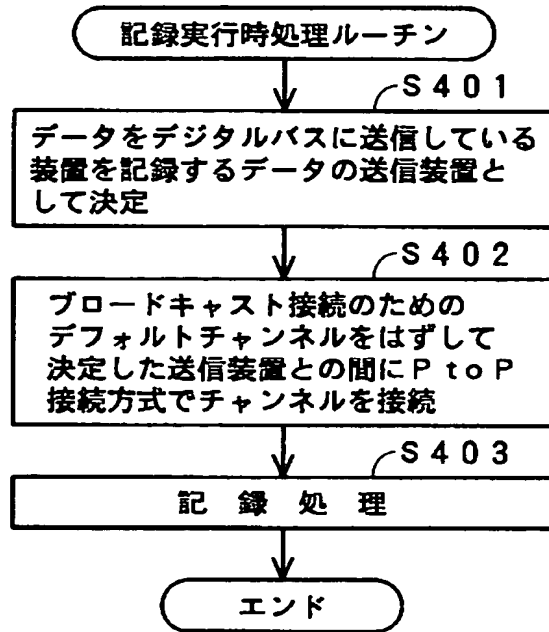 記録実行時処理ルーチン
S401
データをデジタルバスに送信している
装置を記録するデータの送信装置と
して決定
S402
ブロードキャスト接続のための
デフォルトチャンネルをはずして
決定した送信装置との間にＰｔｏＰ
接続方式でチャンネルを接続
S403
記 録 処 理
エンド